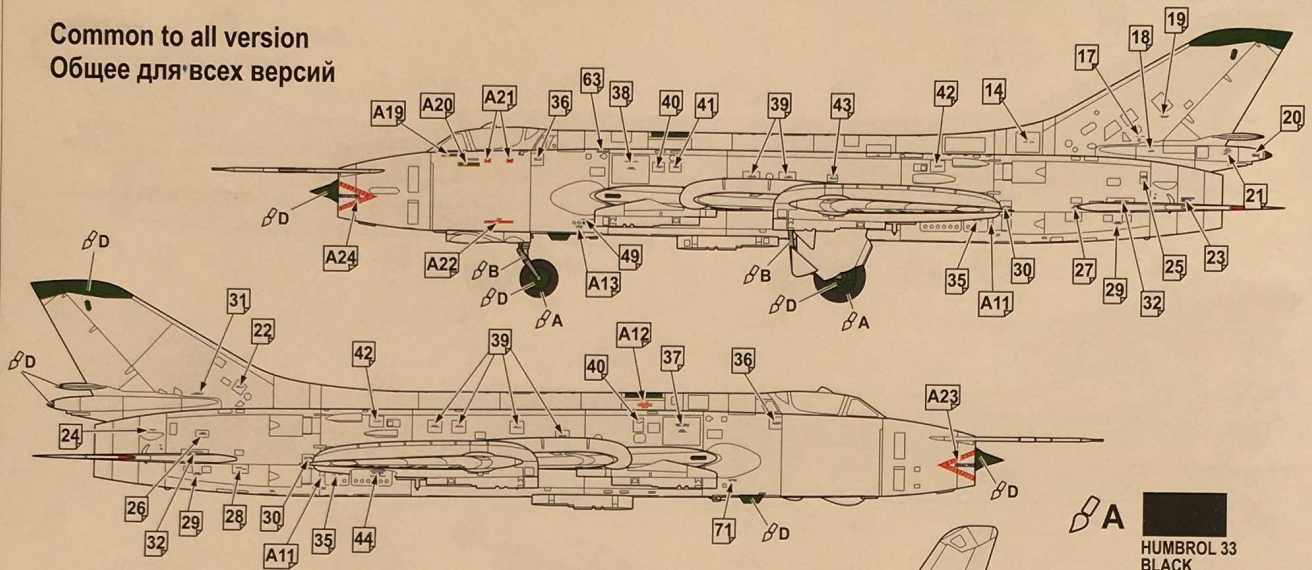 Common to all version
Общее для всех версий
19
18
17
63
A21
A20
A19
36
38
40
41
39
43
42
14
20
D
21
A24
A22
B
D
A
A13
49
B
D
A
35
A11
30
27
29
25
32
23
D
31
22
D
42
39
A12
40
37
36
A23
24
26
32
29
28
30
A11
35
44
71
D
D
A
HUMBROL 33
BLACK